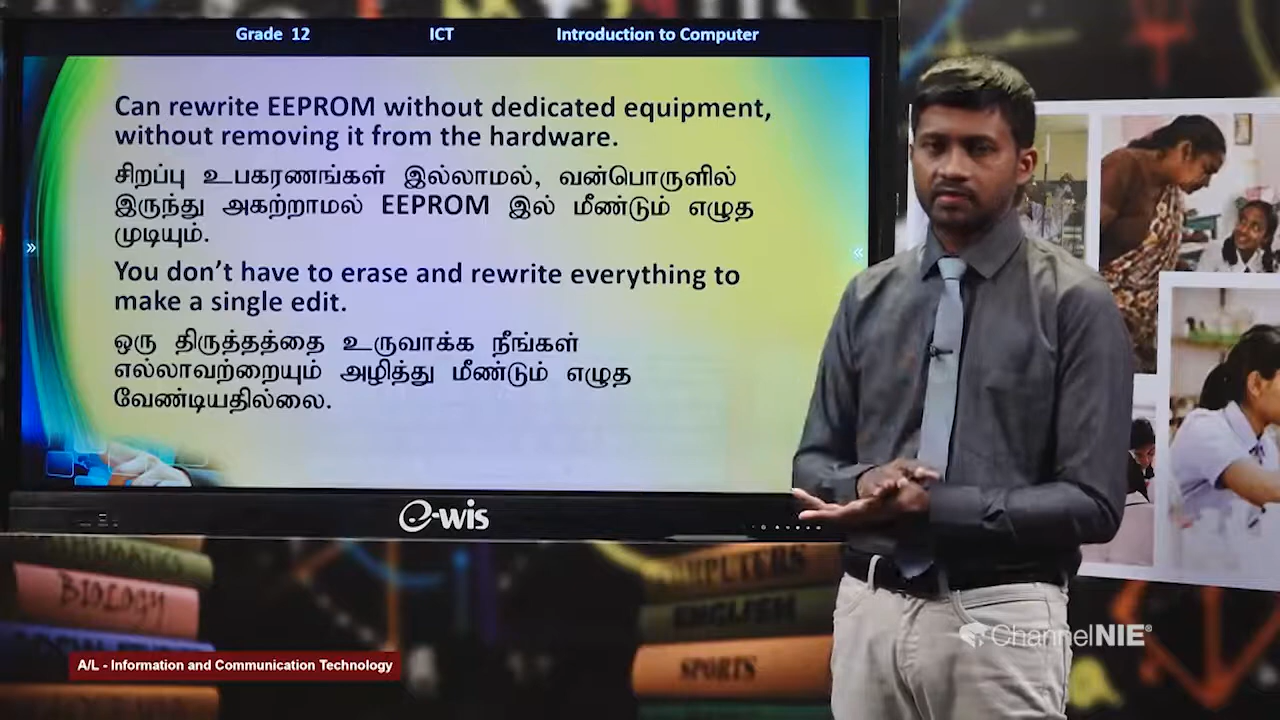 Grade 12 ICT Introduction to Computer
Can rewrite EEPROM without dedicated equipment,
without removing it from the hardware.
சிறப்பு உபகரணங்கள் இல்லாமல், வன்பொருளில்
இருந்து அகற்றாமல் EEPROM இல் மீண்டும் எழுத
முடியும்.
You don't have to erase and rewrite everything to
make a single edit.
ஒரு திருத்தத்தை உருவாக்க நீங்கள்
எல்லாவற்றையும் அழித்து மீண்டும் எழுத
வேண்டியதில்லை.
e-wis
BIOLOGY
COMPUTERS
ENGLISH
SPORTS
ChannelNIE®
A/L - Information and Communication Technology